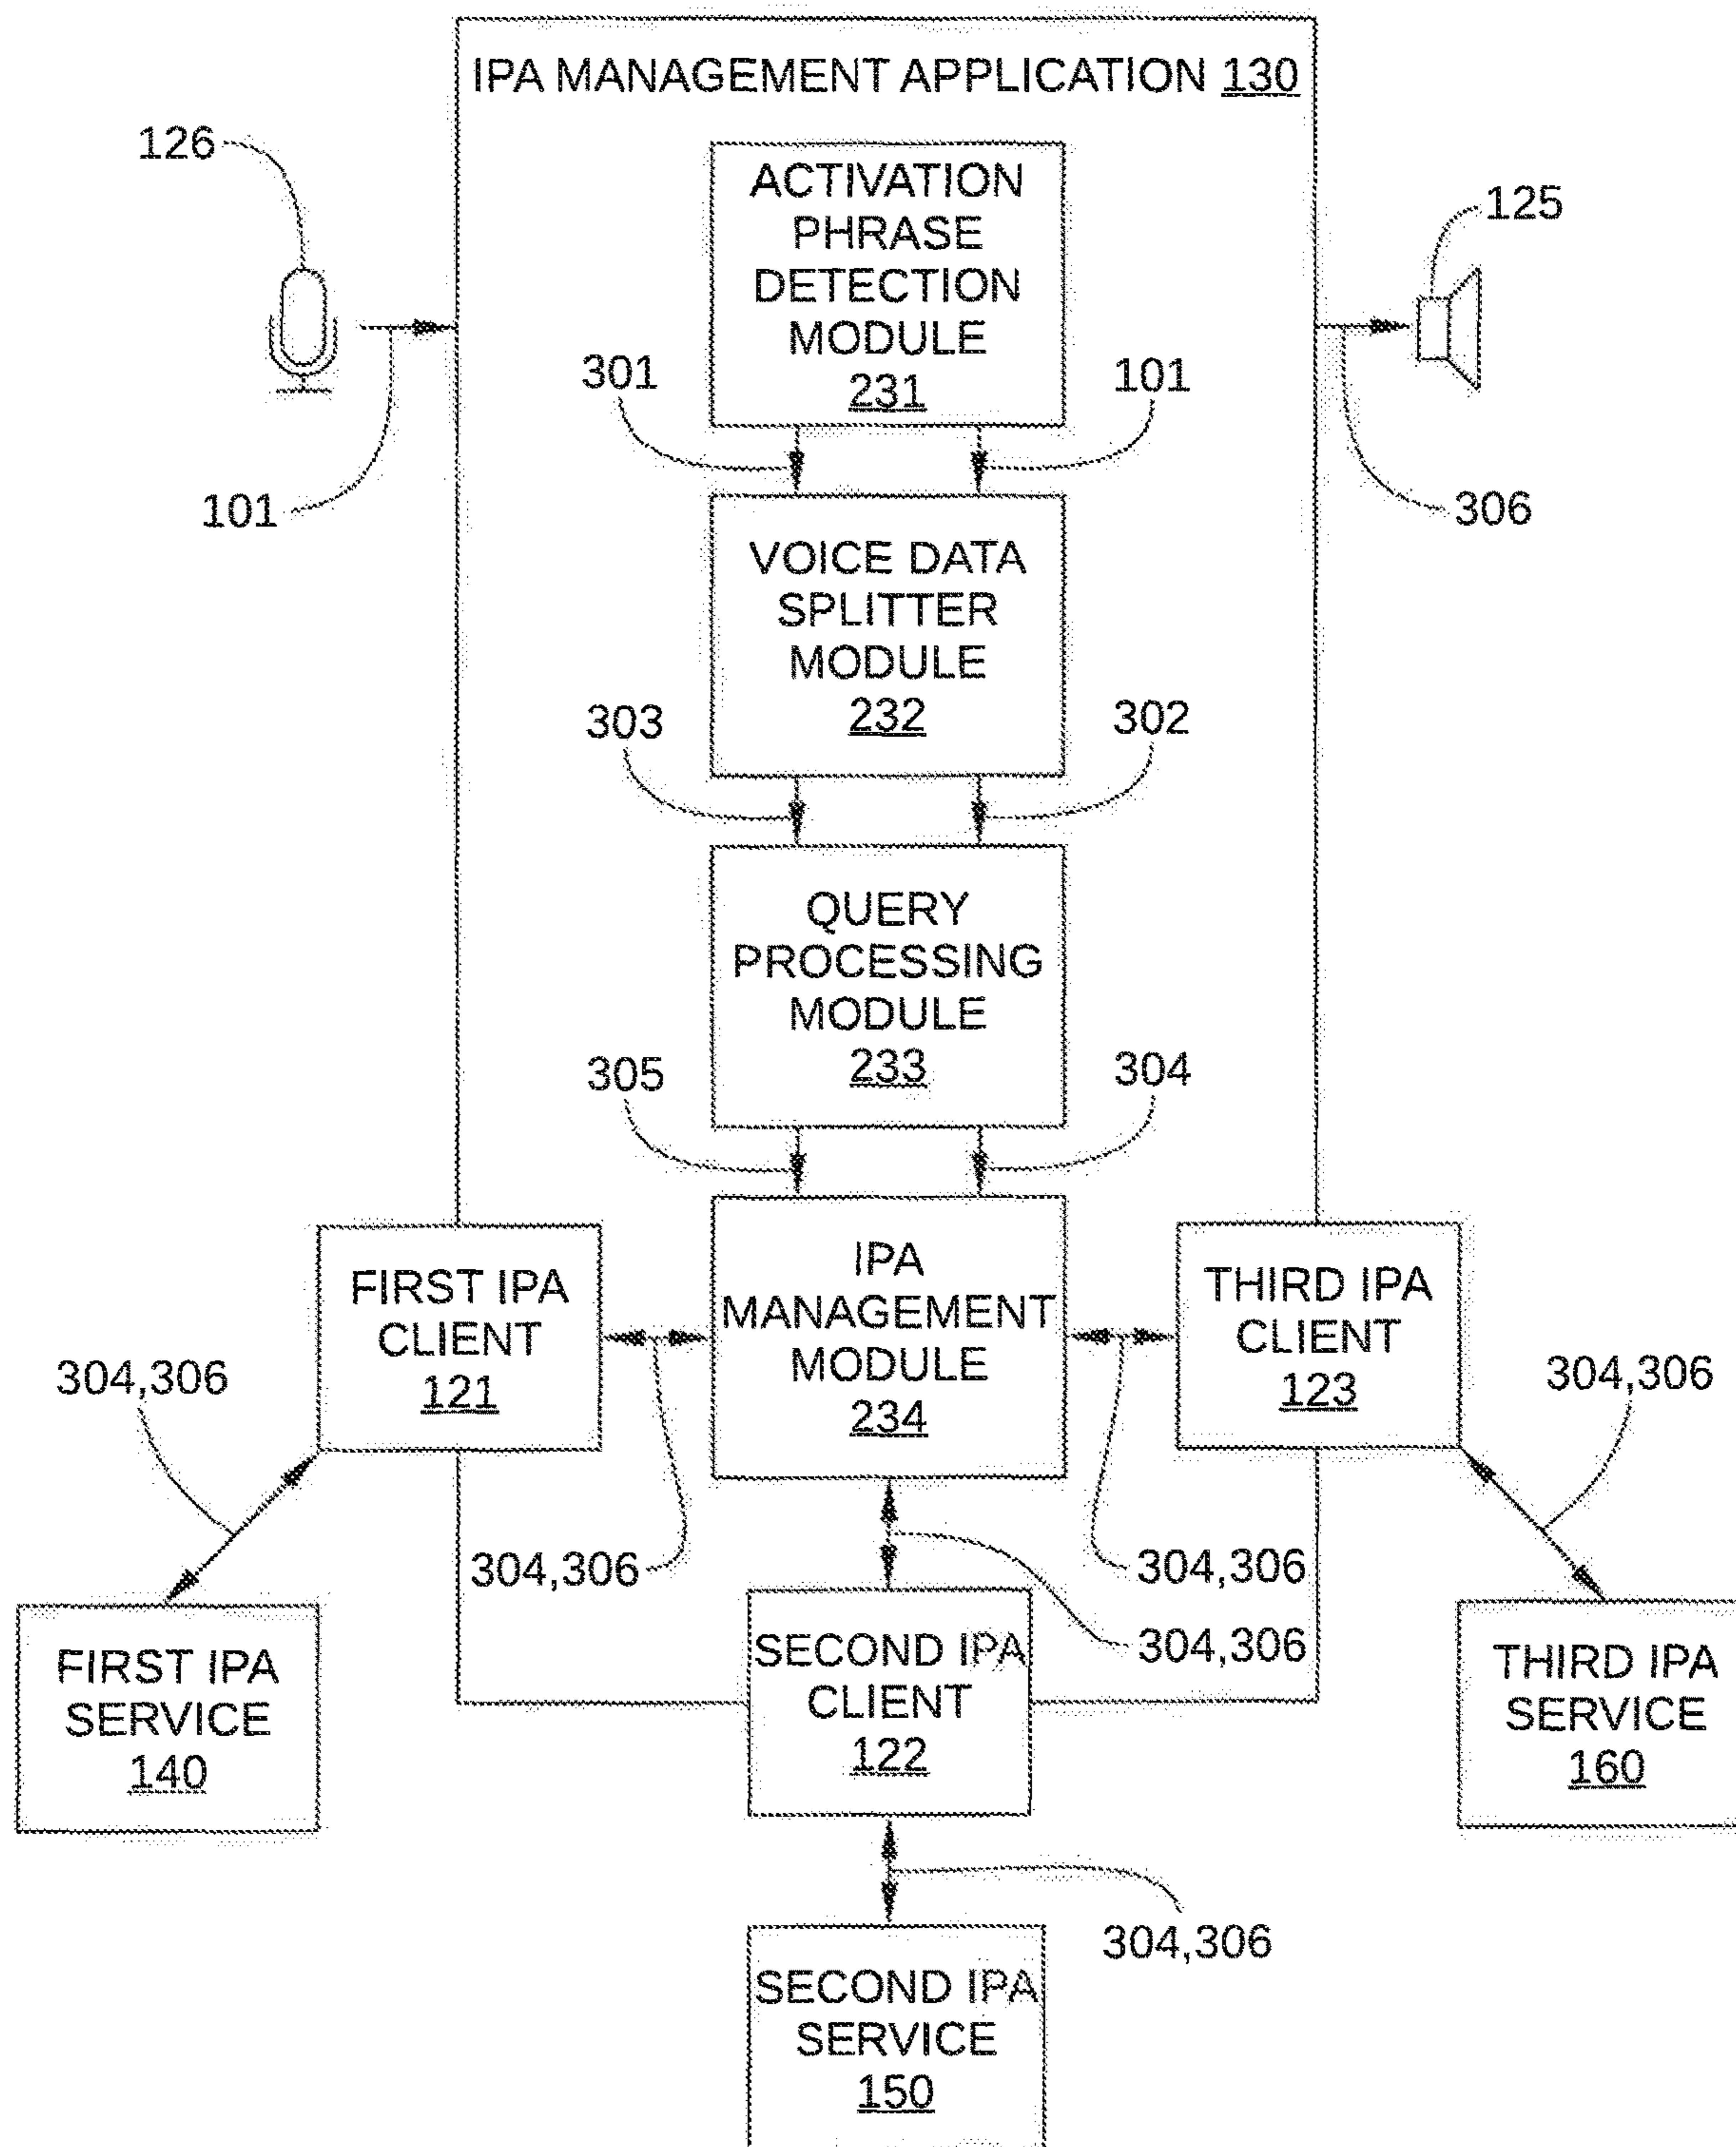 IPA MANAGEMENT APPLICATION 130
126
ACTIVATION
PHRASE
DETECTION
MODULE
231
125
301
101
101
306
VOICE DATA
SPLITTER
MODULE
232
303
302
QUERY
PROCESSING
MODULE
233
305
304
FIRST IPA
CLIENT
121
IPA
MANAGEMENT
MODULE
234
THIRD IPA
CLIENT
123
304,306
304,306
304,306
304,306
304,306
FIRST IPA
SERVICE
140
SECOND IPA
CLIENT
122
THIRD IPA
SERVICE
160
304,306
SECOND IPA
SERVICE
150